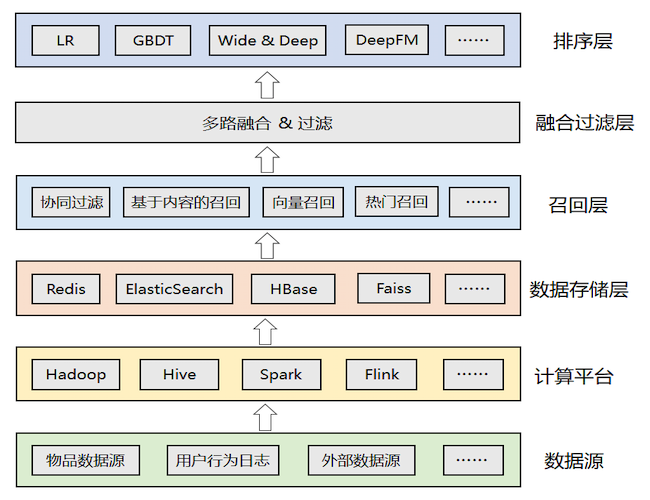 LR GBDT Wide & Deep DeepFM …… 排序层
多路融合 & 过滤 融合过滤层
协同过滤 基于内容的召回 向量召回 热门召回 …… 召回层
Redis ElasticSearch HBase Faiss …… 数据存储层
Hadoop Hive Spark Flink …… 计算平台
物品数据源 用户行为日志 外部数据源 …… 数据源